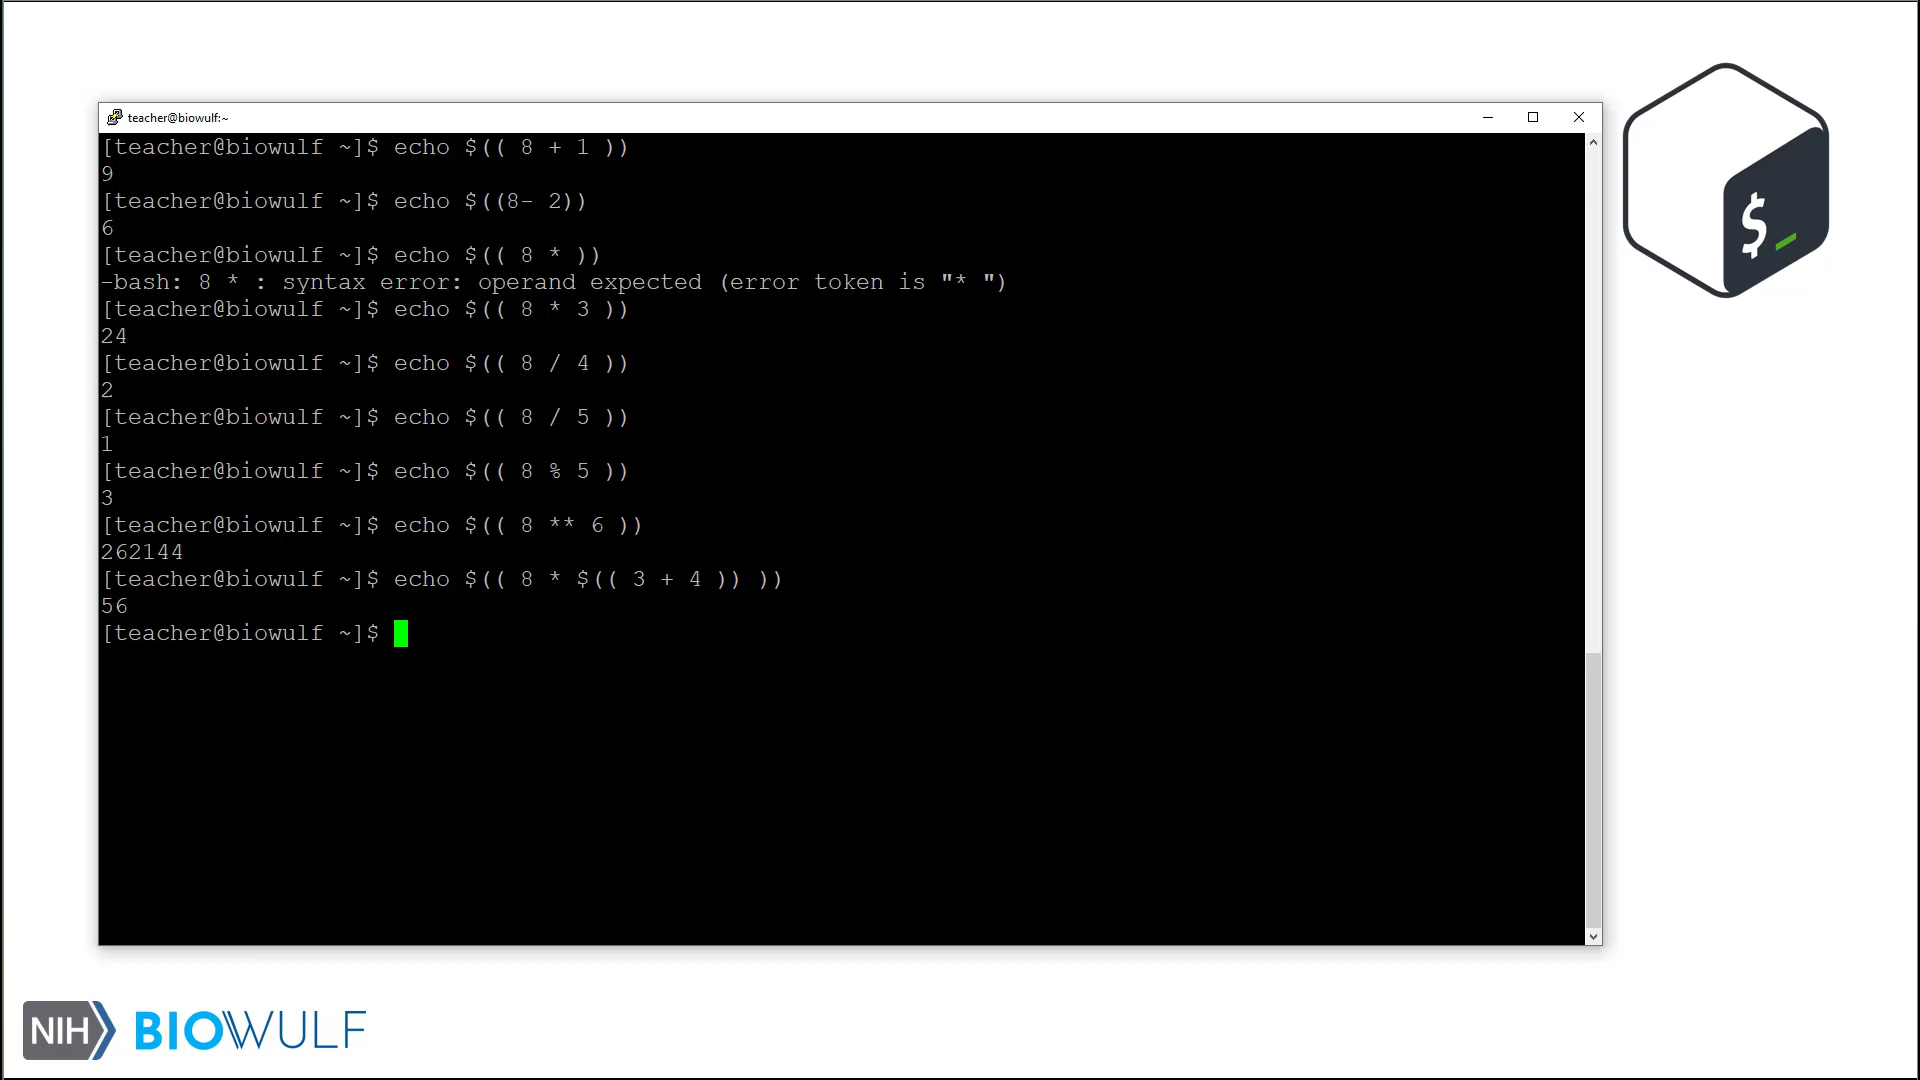 teacher@biowulf:~
[teacher@biowulf ~]$ echo $(( 8 + 1 ))
9
[teacher@biowulf ~]$ echo $((8- 2))
6
[teacher@biowulf ~]$ echo $(( 8 * ))
-bash: 8 * : syntax error: operand expected (error token is "* ")
[teacher@biowulf ~]$ echo $(( 8 * 3 ))
24
[teacher@biowulf ~]$ echo $(( 8 / 4 ))
2
[teacher@biowulf ~]$ echo $(( 8 / 5 ))
1
[teacher@biowulf ~]$ echo $(( 8 % 5 ))
3
[teacher@biowulf ~]$ echo $(( 8 ** 6 ))
262144
[teacher@biowulf ~]$ echo $(( 8 * $(( 3 + 4 )) ))
56
[teacher@biowulf ~]$
$_
NIH BIOWULF